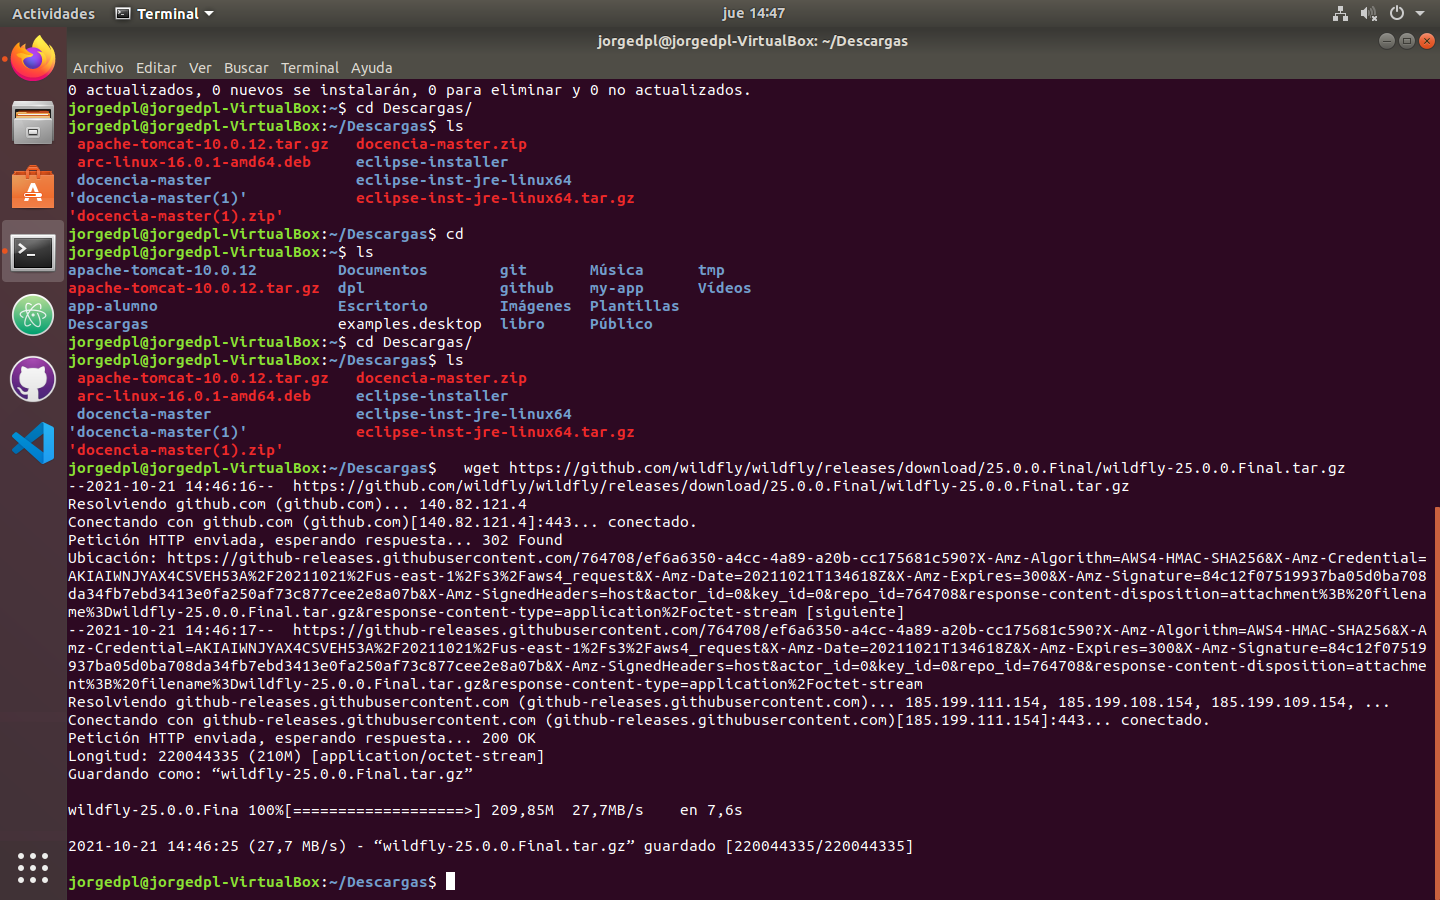 Actividades Terminal jue 14:47
jorgedpl@jorgedpl-VirtualBox: ~/Descargas
Archivo Editar Ver Buscar Terminal Ayuda
0 actualizados, 0 nuevos se instalarán, 0 para eliminar y 0 no actualizados.
jorgedpl@jorgedpl-VirtualBox:~$ cd Descargas/
jorgedpl@jorgedpl-VirtualBox:~/Descargas$ ls
 apache-tomcat-10.0.12.tar.gz   docencia-master.zip
 arc-linux-16.0.1-amd64.deb     eclipse-installer
 docencia-master                eclipse-inst-jre-linux64
'docencia-master(1)'            eclipse-inst-jre-linux64.tar.gz
'docencia-master(1).zip'
jorgedpl@jorgedpl-VirtualBox:~/Descargas$ cd
jorgedpl@jorgedpl-VirtualBox:~$ ls
apache-tomcat-10.0.12         Documentos        git       Música      tmp
apache-tomcat-10.0.12.tar.gz  dpl               github    my-app      Vídeos
app-alumno                    Escritorio        Imágenes  Plantillas
Descargas                     examples.desktop  libro     Público
jorgedpl@jorgedpl-VirtualBox:~$ cd Descargas/
jorgedpl@jorgedpl-VirtualBox:~/Descargas$ ls
 apache-tomcat-10.0.12.tar.gz   docencia-master.zip
 arc-linux-16.0.1-amd64.deb     eclipse-installer
 docencia-master                eclipse-inst-jre-linux64
'docencia-master(1)'            eclipse-inst-jre-linux64.tar.gz
'docencia-master(1).zip'
jorgedpl@jorgedpl-VirtualBox:~/Descargas$   wget https://github.com/wildfly/wildfly/releases/download/25.0.0.Final/wildfly-25.0.0.Final.tar.gz
--2021-10-21 14:46:16--  https://github.com/wildfly/wildfly/releases/download/25.0.0.Final/wildfly-25.0.0.Final.tar.gz
Resolviendo github.com (github.com)... 140.82.121.4
Conectando con github.com (github.com)[140.82.121.4]:443... conectado.
Petición HTTP enviada, esperando respuesta... 302 Found
Ubicación: https://github-releases.githubusercontent.com/764708/ef6a6350-a4cc-4a89-a20b-cc175681c590?X-Amz-Algorithm=AWS4-HMAC-SHA256&X-Amz-Credential=
AKIAIWNJYAX4CSVEH53A%2F20211021%2Fus-east-1%2Fs3%2Faws4_request&X-Amz-Date=20211021T134618Z&X-Amz-Expires=300&X-Amz-Signature=84c12f07519937ba05d0ba708
da34fb7ebd3413e0fa250af73c877cee2e8a07b&X-Amz-SignedHeaders=host&actor_id=0&key_id=0&repo_id=764708&response-content-disposition=attachment%3B%20filena
me%3Dwildfly-25.0.0.Final.tar.gz&response-content-type=application%2Foctet-stream [siguiente]
--2021-10-21 14:46:17--  https://github-releases.githubusercontent.com/764708/ef6a6350-a4cc-4a89-a20b-cc175681c590?X-Amz-Algorithm=AWS4-HMAC-SHA256&X-A
mz-Credential=AKIAIWNJYAX4CSVEH53A%2F20211021%2Fus-east-1%2Fs3%2Faws4_request&X-Amz-Date=20211021T134618Z&X-Amz-Expires=300&X-Amz-Signature=84c12f07519
937ba05d0ba708da34fb7ebd3413e0fa250af73c877cee2e8a07b&X-Amz-SignedHeaders=host&actor_id=0&key_id=0&repo_id=764708&response-content-disposition=attachme
nt%3B%20filename%3Dwildfly-25.0.0.Final.tar.gz&response-content-type=application%2Foctet-stream
Resolviendo github-releases.githubusercontent.com (github-releases.githubusercontent.com)... 185.199.111.154, 185.199.108.154, 185.199.109.154, ...
Conectando con github-releases.githubusercontent.com (github-releases.githubusercontent.com)[185.199.111.154]:443... conectado.
Petición HTTP enviada, esperando respuesta... 200 OK
Longitud: 220044335 (210M) [application/octet-stream]
Guardando como: “wildfly-25.0.0.Final.tar.gz”
wildfly-25.0.0.Fina 100%[===================>] 209,85M  27,7MB/s    en 7,6s
2021-10-21 14:46:25 (27,7 MB/s) - “wildfly-25.0.0.Final.tar.gz” guardado [220044335/220044335]
jorgedpl@jorgedpl-VirtualBox:~/Descargas$